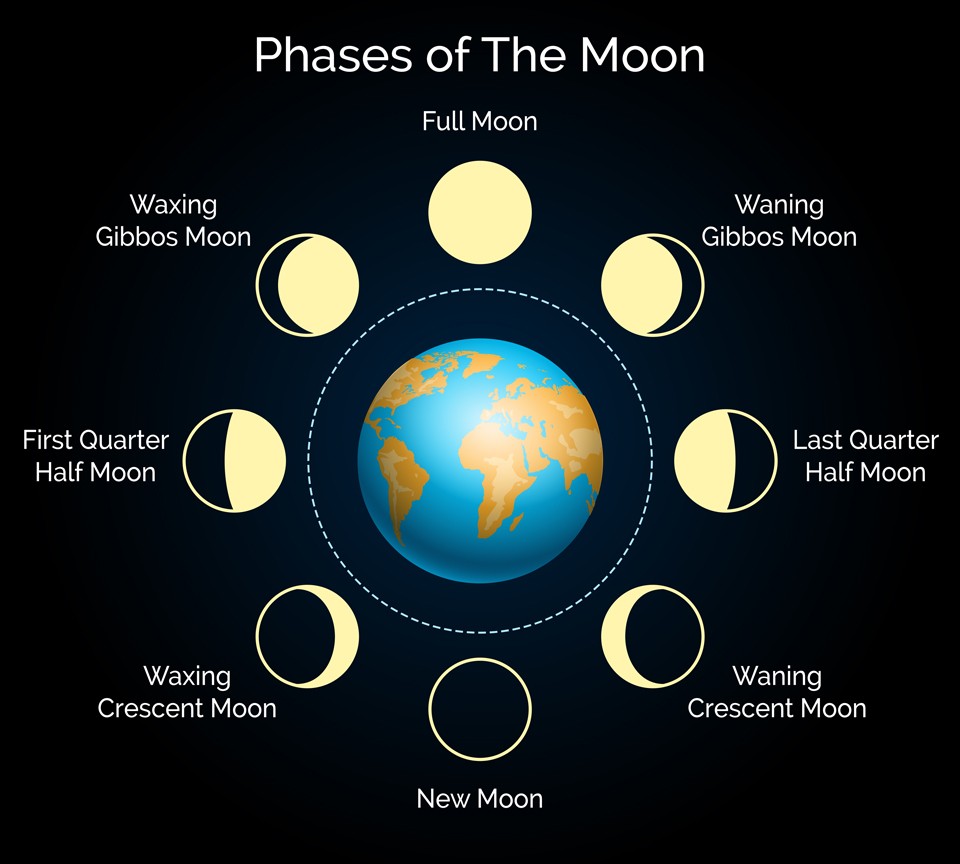 Phases of The Moon
Full Moon
Waxing
Gibbos Moon
Waning
Gibbos Moon
First Quarter
Half Moon
Last Quarter
Half Moon
Waxing
Crescent Moon
Waning
Crescent Moon
New Moon